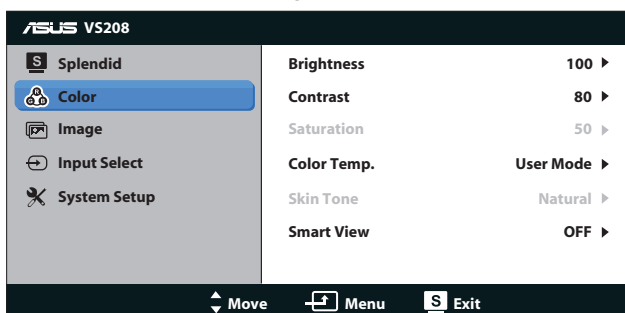 ASUS VS208
S Splendid
Color
Image
Input Select
System Setup
Brightness 100
Contrast 80
Saturation 50
Color Temp. User Mode
Skin Tone Natural
Smart View OFF
Move Menu S Exit